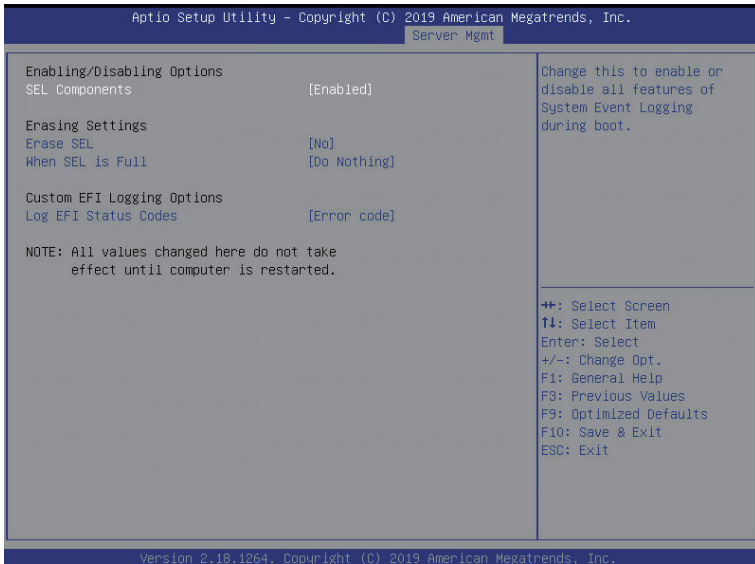 Aptio Setup Utility – Copyright (C) 2019 American Megatrends, Inc.
Server Mgmt
Enabling/Disabling Options
SEL Components [Enabled]
Erasing Settings
Erase SEL [No]
When SEL is Full [Do Nothing]
Custom EFI Logging Options
Log EFI Status Codes [Error code]
NOTE: All values changed here do not take
effect until computer is restarted.
Change this to enable or
disable all features of
System Event Logging
during boot.
→←: Select Screen
↑↓: Select Item
Enter: Select
+/-: Change Opt.
F1: General Help
F3: Previous Values
F9: Optimized Defaults
F10: Save & Exit
ESC: Exit
Version 2.18.1264. Copyright (C) 2019 American Megatrends, Inc.